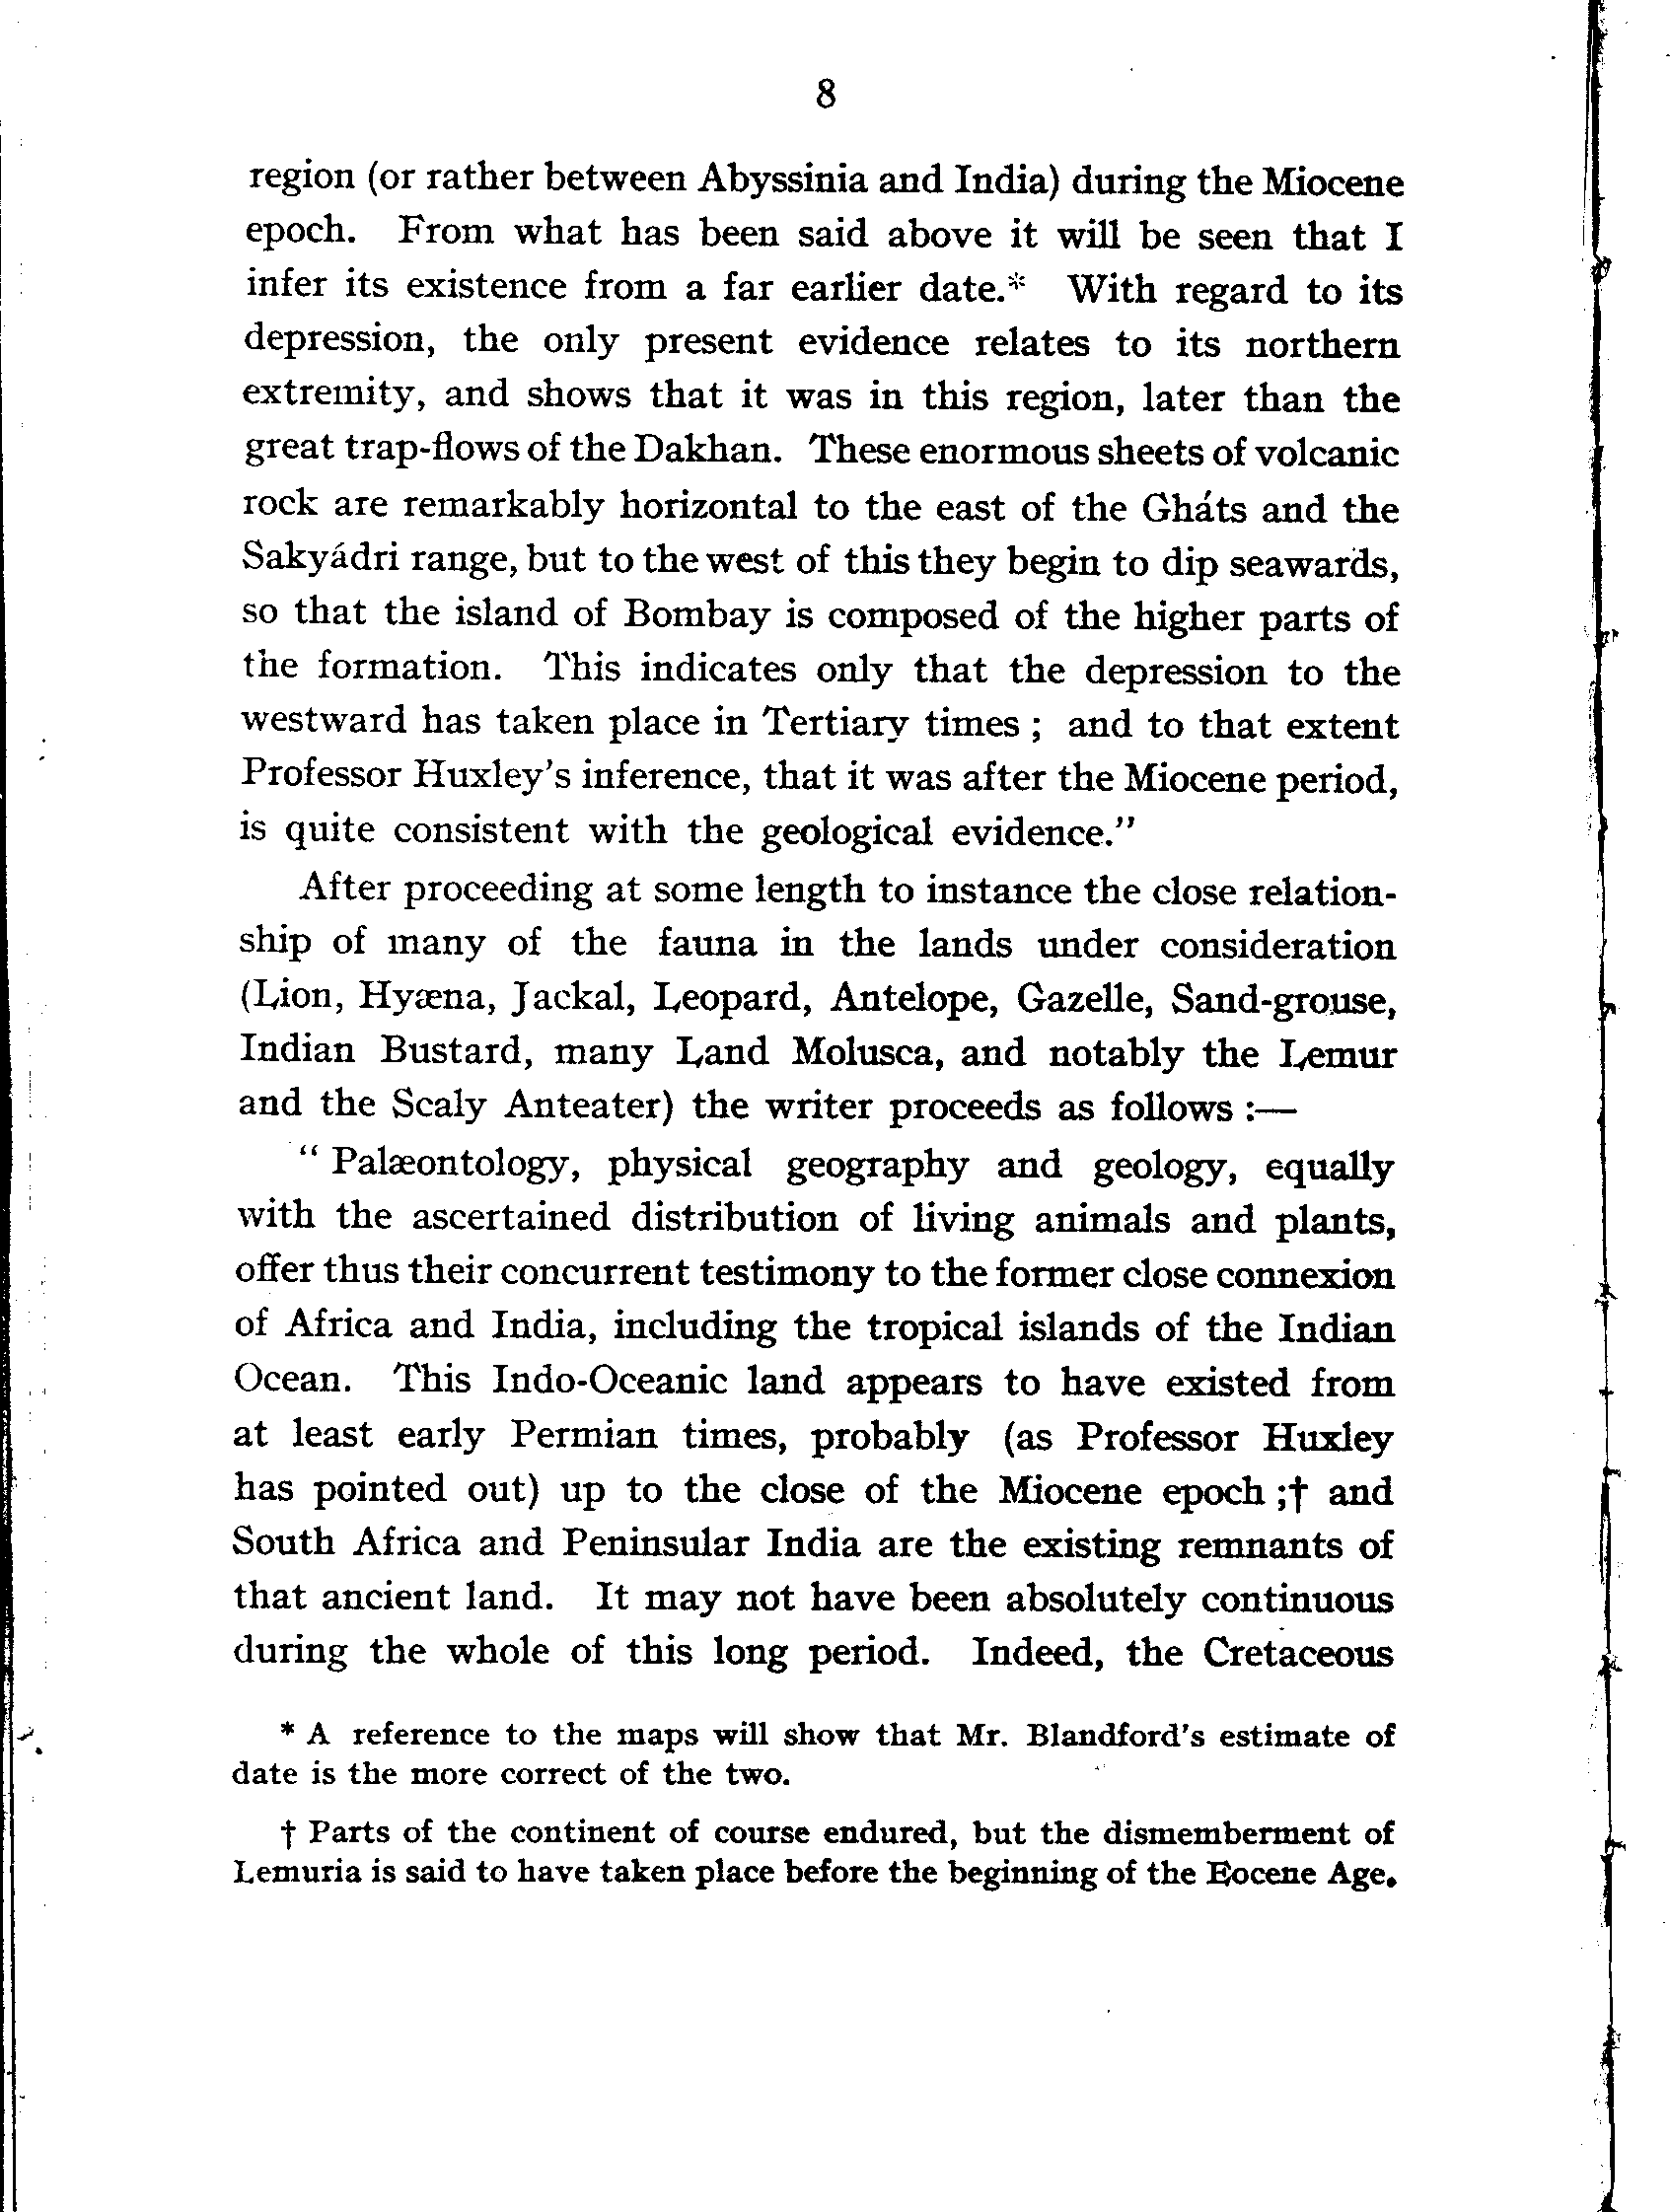 8
region (or rather between Abyssinia and India) during the Miocene
epoch. From what has been said above it will be seen that I
infer its existence from a far earlier date.* With regard to its
depression, the only present evidence relates to its northern
extremity, and shows that it was in this region, later than the
great trap-flows of the Dakhan. These enormous sheets of volcanic
rock are remarkably horizontal to the east of the Gháts and the
Sakyádri range, but to the west of this they begin to dip seawards,
so that the island of Bombay is composed of the higher parts of
the formation. This indicates only that the depression to the
westward has taken place in Tertiary times ; and to that extent
Professor Huxley's inference, that it was after the Miocene period,
is quite consistent with the geological evidence."
After proceeding at some length to instance the close relation-
ship of many of the fauna in the lands under consideration
(Lion, Hyæna, Jackal, Leopard, Antelope, Gazelle, Sand-grouse,
Indian Bustard, many Land Molusca, and notably the Lemur
and the Scaly Anteater) the writer proceeds as follows :—
" Palæontology, physical geography and geology, equally
with the ascertained distribution of living animals and plants,
offer thus their concurrent testimony to the former close connexion
of Africa and India, including the tropical islands of the Indian
Ocean. This Indo-Oceanic land appears to have existed from
at least early Permian times, probably (as Professor Huxley
has pointed out) up to the close of the Miocene epoch ;† and
South Africa and Peninsular India are the existing remnants of
that ancient land. It may not have been absolutely continuous
during the whole of this long period. Indeed, the Cretaceous
* A reference to the maps will show that Mr. Blandford's estimate of
date is the more correct of the two.
† Parts of the continent of course endured, but the dismemberment of
Lemuria is said to have taken place before the beginning of the Eocene Age.